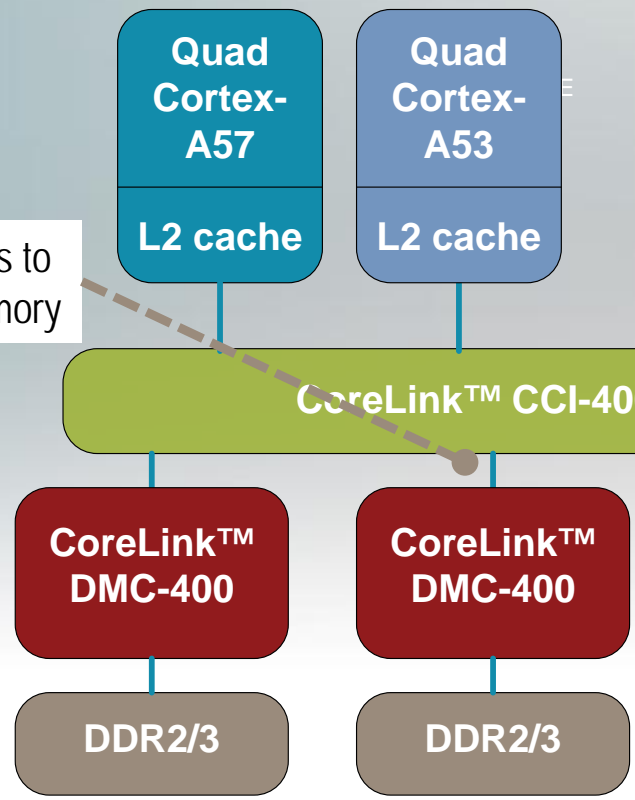 Quad
Cortex-
A57
L2 cache
Quad
Cortex-
A53
L2 cache
E
s to
mory
CoreLink™ CCI-40
CoreLink™
DMC-400
CoreLink™
DMC-400
DDR2/3
DDR2/3